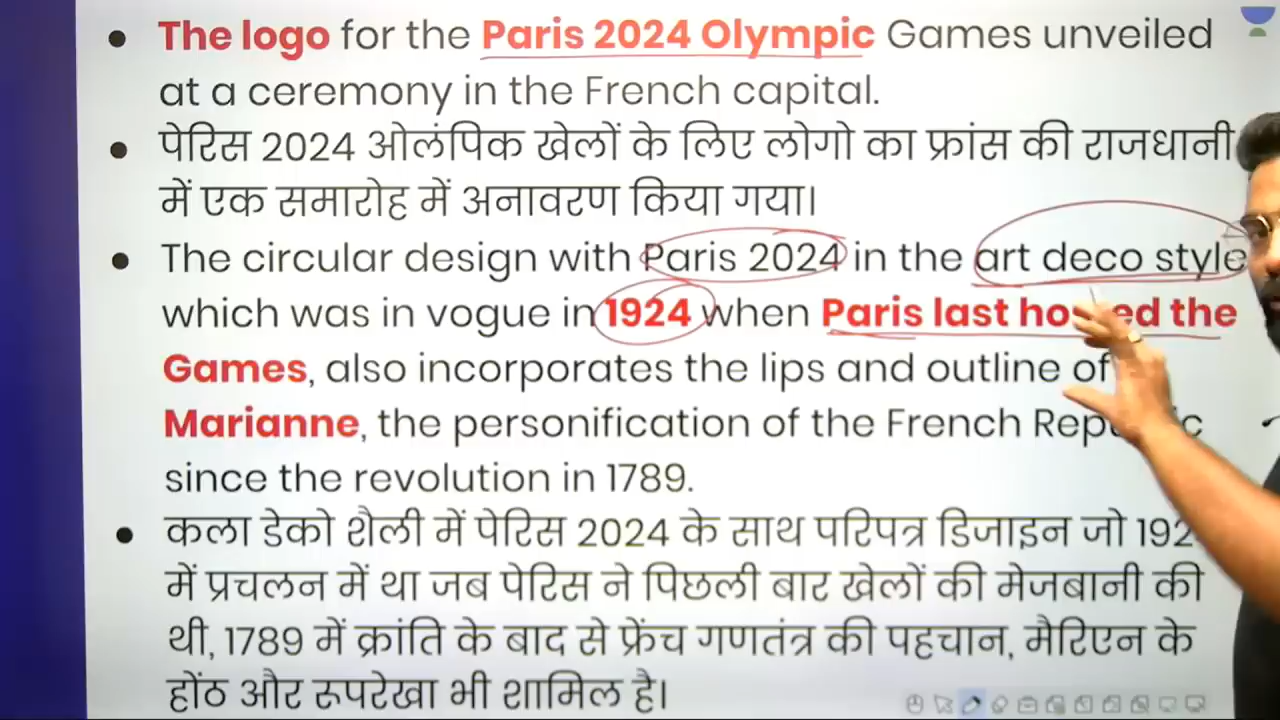 • The logo for the Paris 2024 Olympic Games unveiled
at a ceremony in the French capital.
• पेरिस 2024 ओलंपिक खेलों के लिए लोगो का फ्रांस की राजधानी
में एक समारोह में अनावरण किया गया।
• The circular design with Paris 2024 in the art deco style
which was in vogue in 1924 when Paris last the
Games, also incorporates the lips and outline of
Marianne, the personification of the French
since the revolution in 1789.
• कला डेको शैली में पेरिस 2024 के साथ परिपत्र डिजाइन जो
में प्रचलन में था जब पेरिस ने पिछली बार खेलों की मेजबानी की
थी, 1789 में क्रांति के बाद से फ्रेंच गणतंत्र की पहचान, मैरिएन के
होंठ और रूपरेखा भी शामिल है।